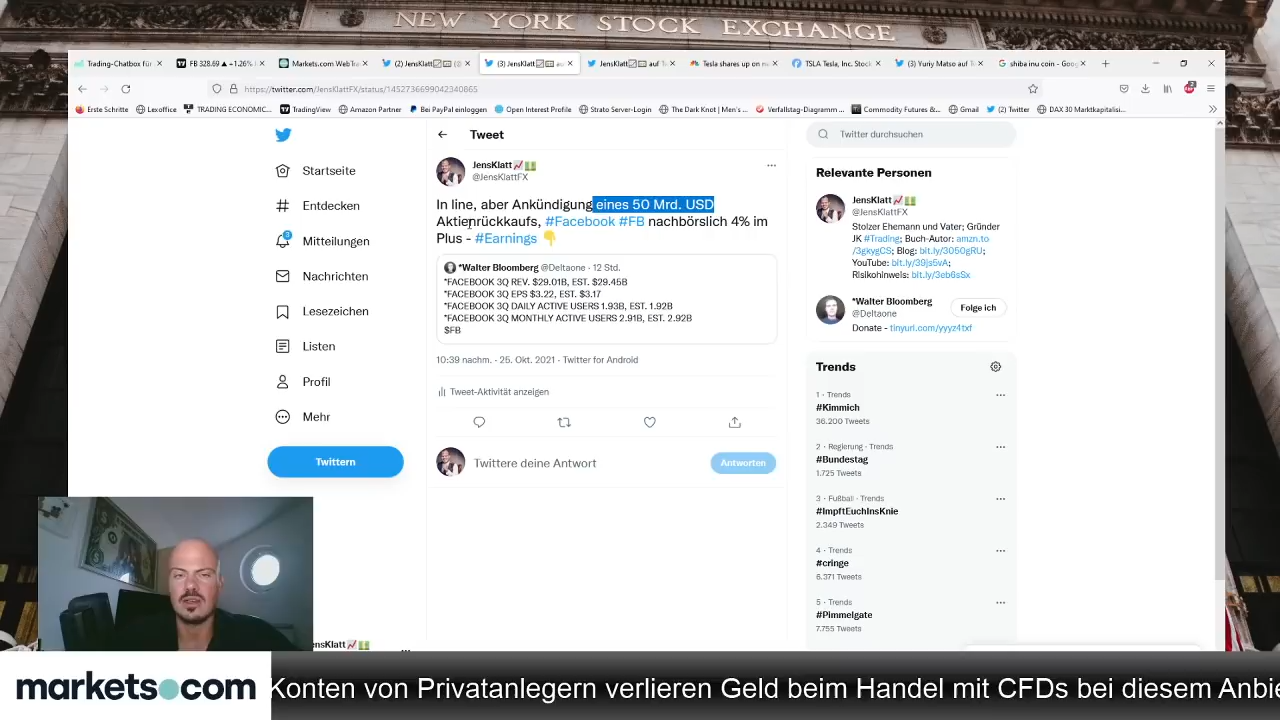 NEW YORK STOCK EXCHANGE
Trading-Chatbox für
FB 328.69 ▲ +1.26%
Markets.com WebTra
(2) JensKlatt
(3) JensKlatt
JensKlatt auf T
Tesla shares up on ne
TSLA Tesla, Inc. Stoc
(3) Yuriy Matso auf T
shiba inu coin - Goog
https://twitter.com/JensKlattFX/status/1452736699042340865
Erste Schritte
Lexoffice
TRADING ECONOMIC...
TradingView
Amazon Partner
Bei PayPal einloggen
Open Interest Profile
Strato Server-Login
The Dark Knot | Men's ...
Verfallstag-Diagramm ...
Commodity Futures &...
Gmail
(2) Twitter
DAX 30 Marktkapitalisi...
Startseite
Entdecken
3
Mitteilungen
Nachrichten
Lesezeichen
Listen
Profil
Mehr
Twittern
Tweet
JensKlatt📈💵
@JensKlattFX
In line, aber Ankündigung eines 50 Mrd. USD
Aktienrückkaufs, #Facebook #FB nachbörslich 4% im
Plus - #Earnings 👇
*Walter Bloomberg @Deltaone · 12 Std.
*FACEBOOK 3Q REV. $29.01B, EST. $29.45B
*FACEBOOK 3Q EPS $3.22, EST. $3.17
*FACEBOOK 3Q DAILY ACTIVE USERS 1.93B, EST. 1.92B
*FACEBOOK 3Q MONTHLY ACTIVE USERS 2.91B, EST. 2.92B
$FB
10:39 nachm. · 25. Okt. 2021 · Twitter for Android
Tweet-Aktivität anzeigen
Twittere deine Antwort
Antworten
Twitter durchsuchen
Relevante Personen
JensKlatt📈💵
@JensKlattFX
Stolzer Ehemann und Vater; Gründer
JK #Trading; Buch-Autor: amzn.to
/3gkygCS; Blog: bit.ly/3050gRU;
YouTube: bit.ly/39js5vA;
Risikohinweis: bit.ly/3eb6sSx
*Walter Bloomberg
@Deltaone
Folge ich
Donate - tinyurl.com/yyyz4txf
Trends
1 · Trends
#Kimmich
36.200 Tweets
2 · Regierung · Trends
#Bundestag
1.725 Tweets
3 · Fußball · Trends
#ImpftEuchInsKnie
2.349 Tweets
4 · Trends
#cringe
6.371 Tweets
5 · Trends
#Pimmelgate
7.755 Tweets
ensKlatt📈💵
markets.com
Konten von Privatanlegern verlieren Geld beim Handel mit CFDs bei diesem Anbie